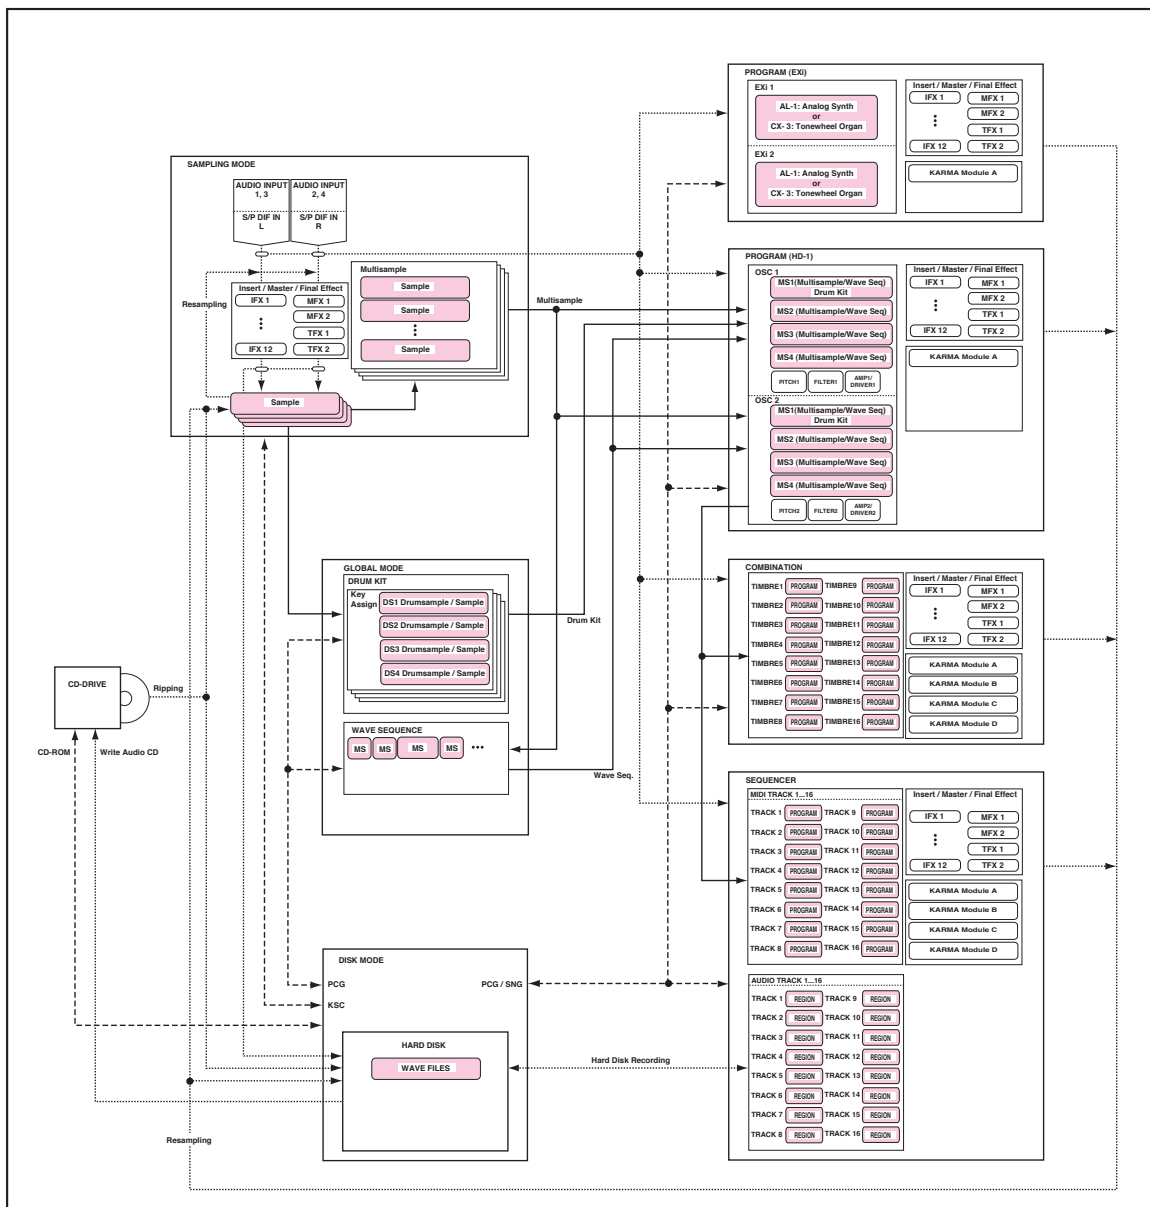 SAMPLING MODE
AUDIO INPUT
1, 3
AUDIO INPUT
2, 4
S/P DIF IN
L
S/P DIF IN
R
Resampling
Insert / Master / Final Effect
IFX 1
MFX 1
MFX 2
TFX 1
IFX 12
TFX 2
Sample
Multisample
Sample
Sample
Sample
Multisample
GLOBAL MODE
DRUM KIT
Key
Assign
DS1 Drumsample / Sample
DS2 Drumsample / Sample
DS3 Drumsample / Sample
DS4 Drumsample / Sample
Drum Kit
WAVE SEQUENCE
MS
MS
MS
MS
Wave Seq.
CD-DRIVE
Ripping
CD-ROM
Write Audio CD
DISK MODE
PCG
KSC
PCG / SNG
HARD DISK
WAVE FILES
Hard Disk Recording
Resampling
PROGRAM (EXi)
EXi 1
AL-1: Analog Synth
or
CX- 3: Tonewheel Organ
EXi 2
AL-1: Analog Synth
or
CX- 3: Tonewheel Organ
Insert / Master / Final Effect
IFX 1
MFX 1
MFX 2
TFX 1
IFX 12
TFX 2
KARMA Module A
PROGRAM (HD-1)
OSC 1
MS1(Multisample/Wave Seq)
Drum Kit
MS2 (Multisample/Wave Seq)
MS3 (Multisample/Wave Seq)
MS4 (Multisample/Wave Seq)
PITCH1
FILTER1
AMP1/
DRIVER1
OSC 2
MS1(Multisample/Wave Seq)
Drum Kit
MS2 (Multisample/Wave Seq)
MS3 (Multisample/Wave Seq)
MS4 (Multisample/Wave Seq)
PITCH2
FILTER2
AMP2/
DRIVER2
Insert / Master / Final Effect
IFX 1
MFX 1
MFX 2
TFX 1
IFX 12
TFX 2
KARMA Module A
COMBINATION
TIMBRE1 PROGRAM TIMBRE9 PROGRAM
TIMBRE2 PROGRAM TIMBRE10 PROGRAM
TIMBRE3 PROGRAM TIMBRE11 PROGRAM
TIMBRE4 PROGRAM TIMBRE12 PROGRAM
TIMBRE5 PROGRAM TIMBRE13 PROGRAM
TIMBRE6 PROGRAM TIMBRE14 PROGRAM
TIMBRE7 PROGRAM TIMBRE15 PROGRAM
TIMBRE8 PROGRAM TIMBRE16 PROGRAM
Insert / Master / Final Effect
IFX 1
MFX 1
MFX 2
TFX 1
IFX 12
TFX 2
KARMA Module A
KARMA Module B
KARMA Module C
KARMA Module D
SEQUENCER
MIDI TRACK 1...16
TRACK 1 PROGRAM TRACK 9 PROGRAM
TRACK 2 PROGRAM TRACK 10 PROGRAM
TRACK 3 PROGRAM TRACK 11 PROGRAM
TRACK 4 PROGRAM TRACK 12 PROGRAM
TRACK 5 PROGRAM TRACK 13 PROGRAM
TRACK 6 PROGRAM TRACK 14 PROGRAM
TRACK 7 PROGRAM TRACK 15 PROGRAM
TRACK 8 PROGRAM TRACK 16 PROGRAM
Insert / Master / Final Effect
IFX 1
MFX 1
MFX 2
TFX 1
IFX 12
TFX 2
KARMA Module A
KARMA Module B
KARMA Module C
KARMA Module D
AUDIO TRACK 1...16
TRACK 1 REGION TRACK 9 REGION
TRACK 2 REGION TRACK 10 REGION
TRACK 3 REGION TRACK 11 REGION
TRACK 4 REGION TRACK 12 REGION
TRACK 5 REGION TRACK 13 REGION
TRACK 6 REGION TRACK 14 REGION
TRACK 7 REGION TRACK 15 REGION
TRACK 8 REGION TRACK 16 REGION